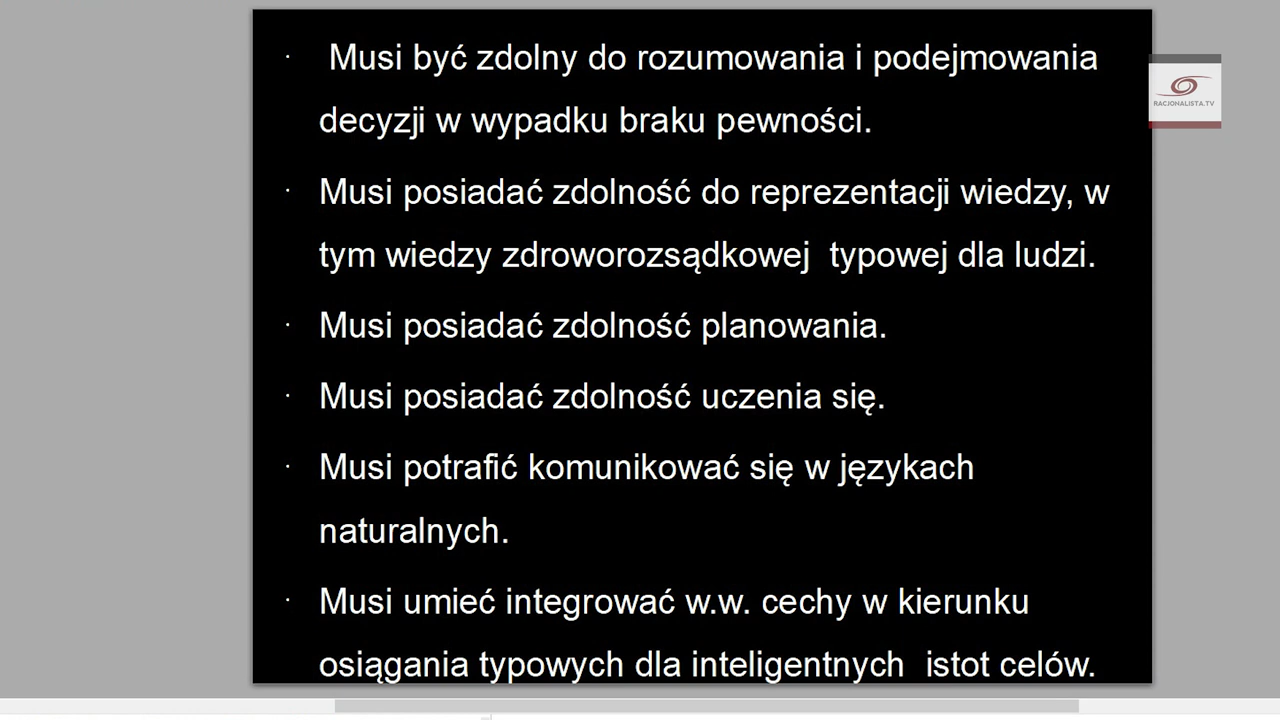 · Musi być zdolny do rozumowania i podejmowania
decyzji w wypadku braku pewności.
· Musi posiadać zdolność do reprezentacji wiedzy, w
tym wiedzy zdroworozsądkowej  typowej dla ludzi.
· Musi posiadać zdolność planowania.
· Musi posiadać zdolność uczenia się.
· Musi potrafić komunikować się w językach
naturalnych.
· Musi umieć integrować w.w. cechy w kierunku
osiągania typowych dla inteligentnych  istot celów.
RACJONALISTA.TV